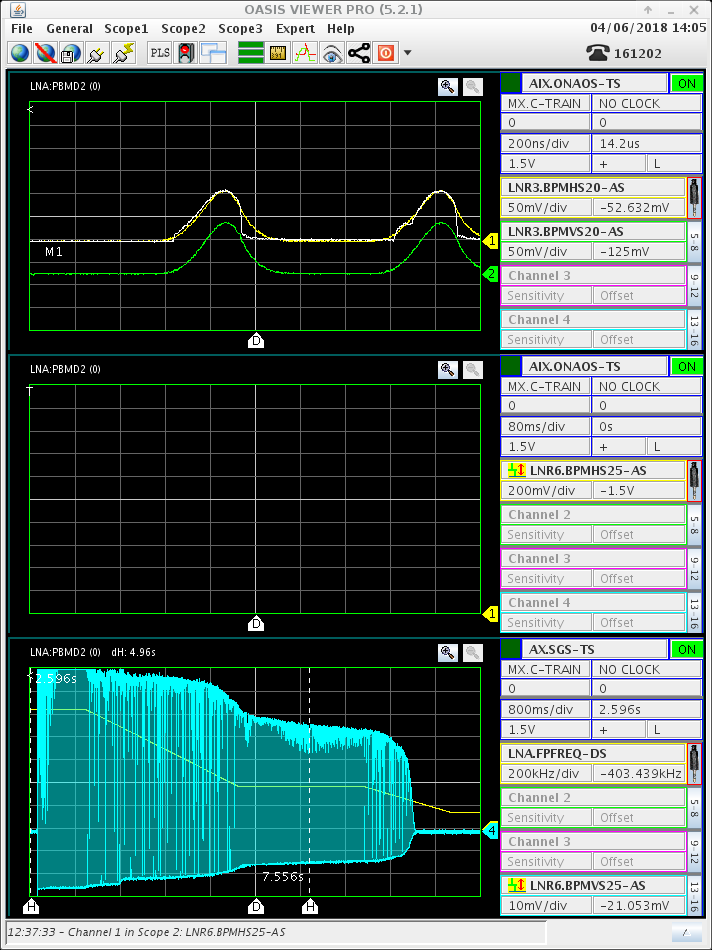 OASIS VIEWER PRO (5.2.1)
File General Scope1 Scope2 Scope3 Expert Help
04/06/2018 14:05
PLS
161202
LNA:PBMD2 (0)
M1
1
2
D
AIX.ONAOS-TS ON
MX.C-TRAIN NO CLOCK
0 0
200ns/div 14.2us
1.5V + L
LNR3.BPMHS20-AS
50mV/div -52.632mV
LNR3.BPMVS20-AS
50mV/div -125mV
5-8
Channel 3
Sensitivity Offset
9-12
Channel 4
Sensitivity Offset
13-16
LNA:PBMD2 (0)
1
D
AIX.ONAOS-TS ON
MX.C-TRAIN NO CLOCK
0 0
80ms/div 0s
1.5V + L
LNR6.BPMHS25-AS
200mV/div -1.5V
Channel 2
Sensitivity Offset
5-8
Channel 3
Sensitivity Offset
9-12
Channel 4
Sensitivity Offset
13-16
LNA:PBMD2 (0) dH: 4.96s
2.596s
7.556s
4
H D H
AX.SGS-TS ON
MX.C-TRAIN NO CLOCK
0 0
800ms/div 2.596s
1.5V + L
LNA.FPFREQ-DS
200kHz/div -403.439kHz
Channel 2
Sensitivity Offset
5-8
Channel 3
Sensitivity Offset
9-12
LNR6.BPMVS25-AS
10mV/div -21.053mV
13-16
12:37:33 - Channel 1 in Scope 2: LNR6.BPMHS25-AS